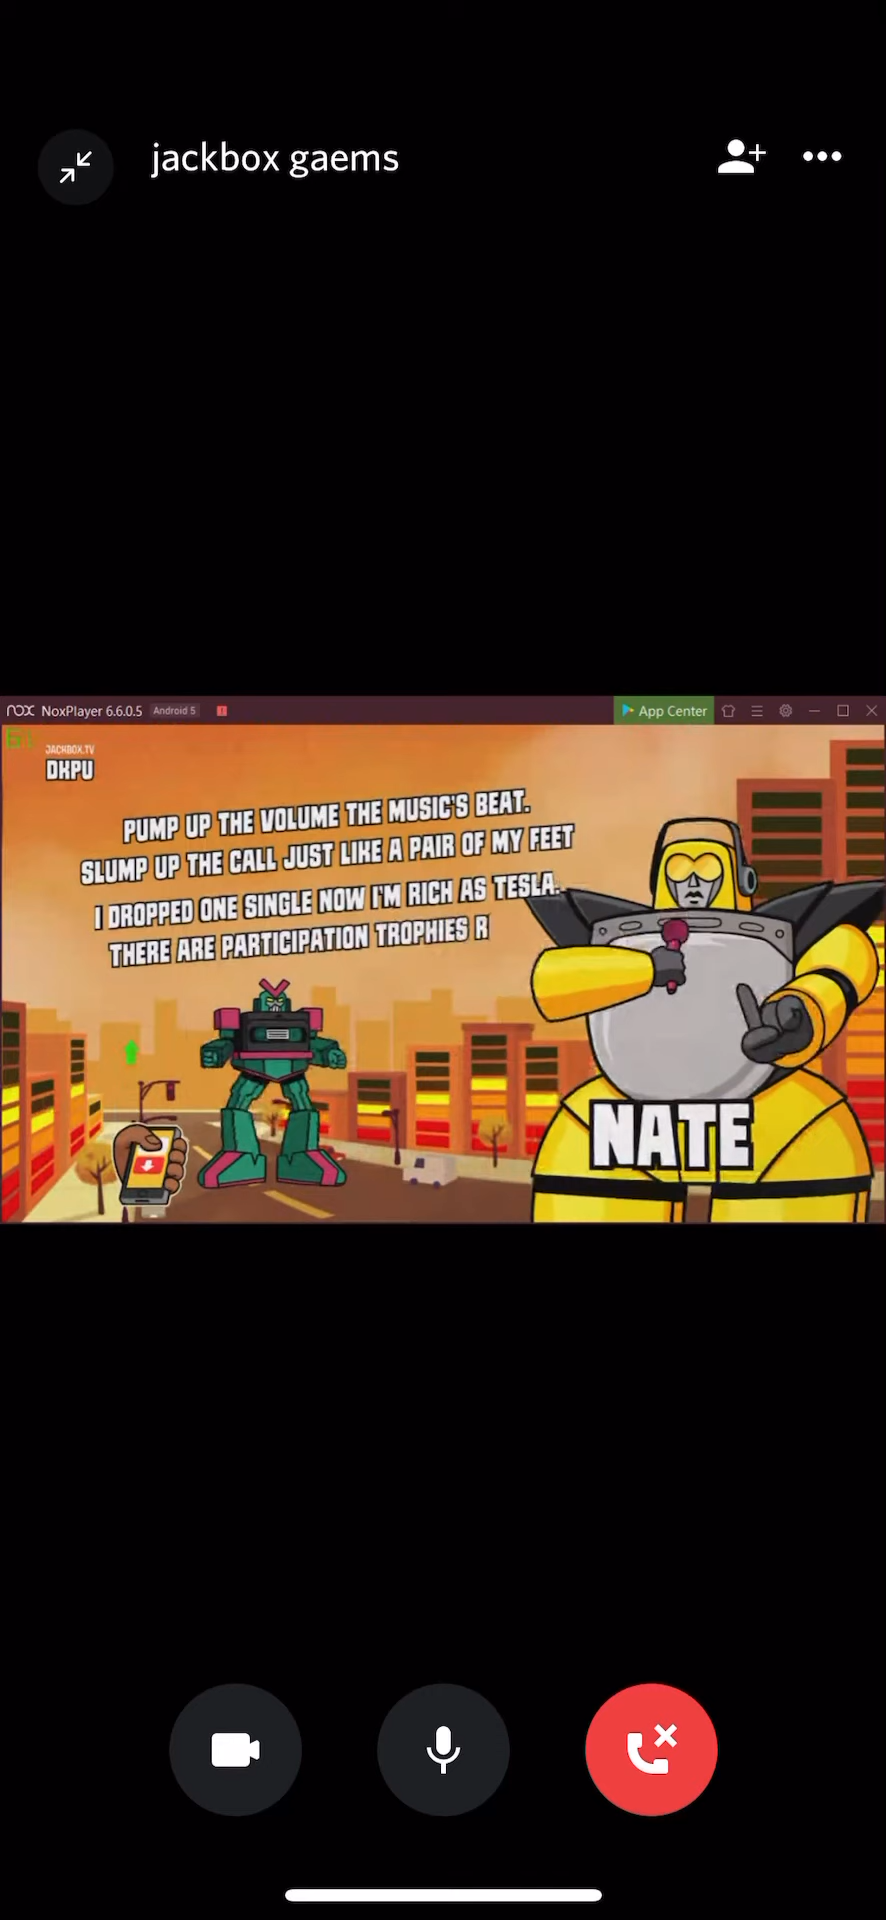 jackbox gaems
nox NoxPlayer 6.6.0.5 Android 5 App Center
JACKBOX.TV
DKPU
PUMP UP THE VOLUME THE MUSIC'S BEAT.
SLUMP UP THE CALL JUST LIKE A PAIR OF MY FEET
I DROPPED ONE SINGLE NOW I'M RICH AS TESLA.
THERE ARE PARTICIPATION TROPHIES R
NATE